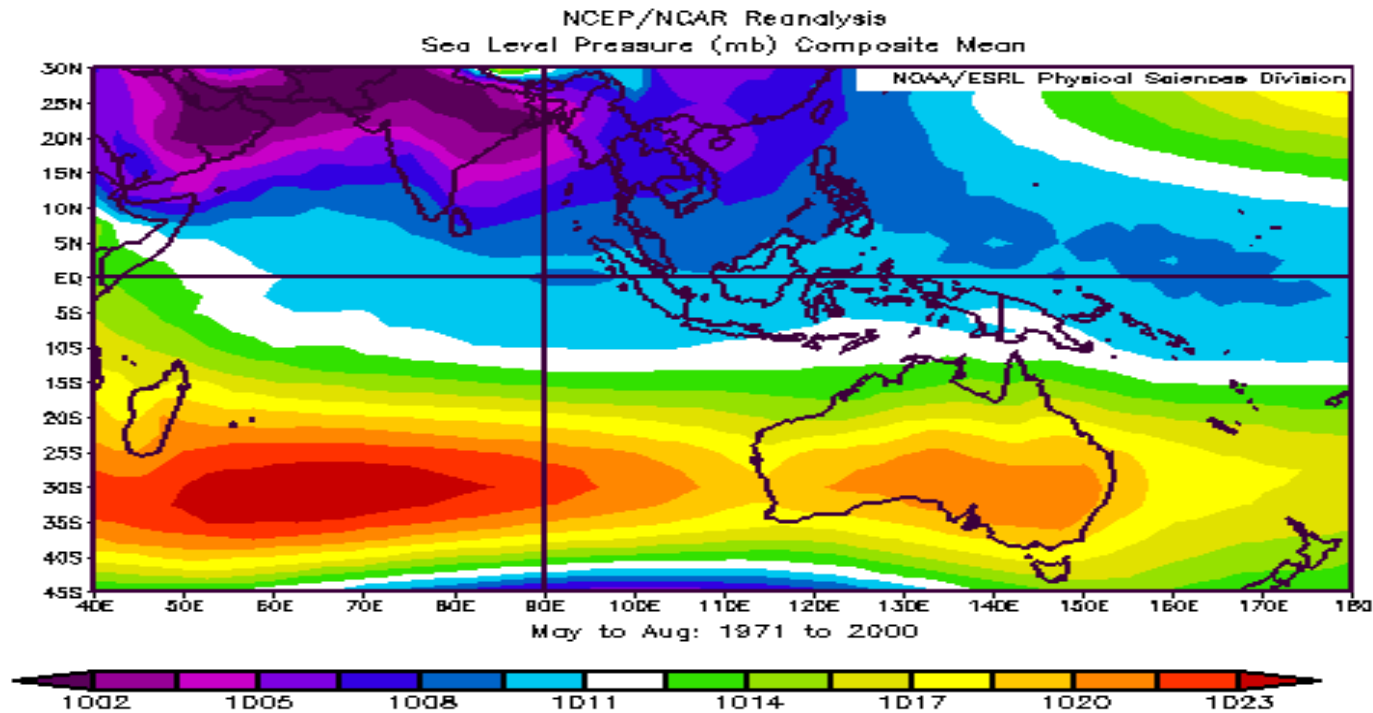 NCEP/NCAR Reanalysis
Sea Level Pressure (mb) Composite Mean
NOAA/ESRL Physical Sciences Division
30N
25N
20N
15N
10N
5N
EQ
5S
10S
15S
20S
25S
30S
35S
40S
45S
40E 50E 60E 70E 80E 80E 100E 110E 120E 130E 140E 150E 160E 170E 180
May to Aug: 1971 to 2000
1002 1005 1008 1011 1014 1017 1020 1023